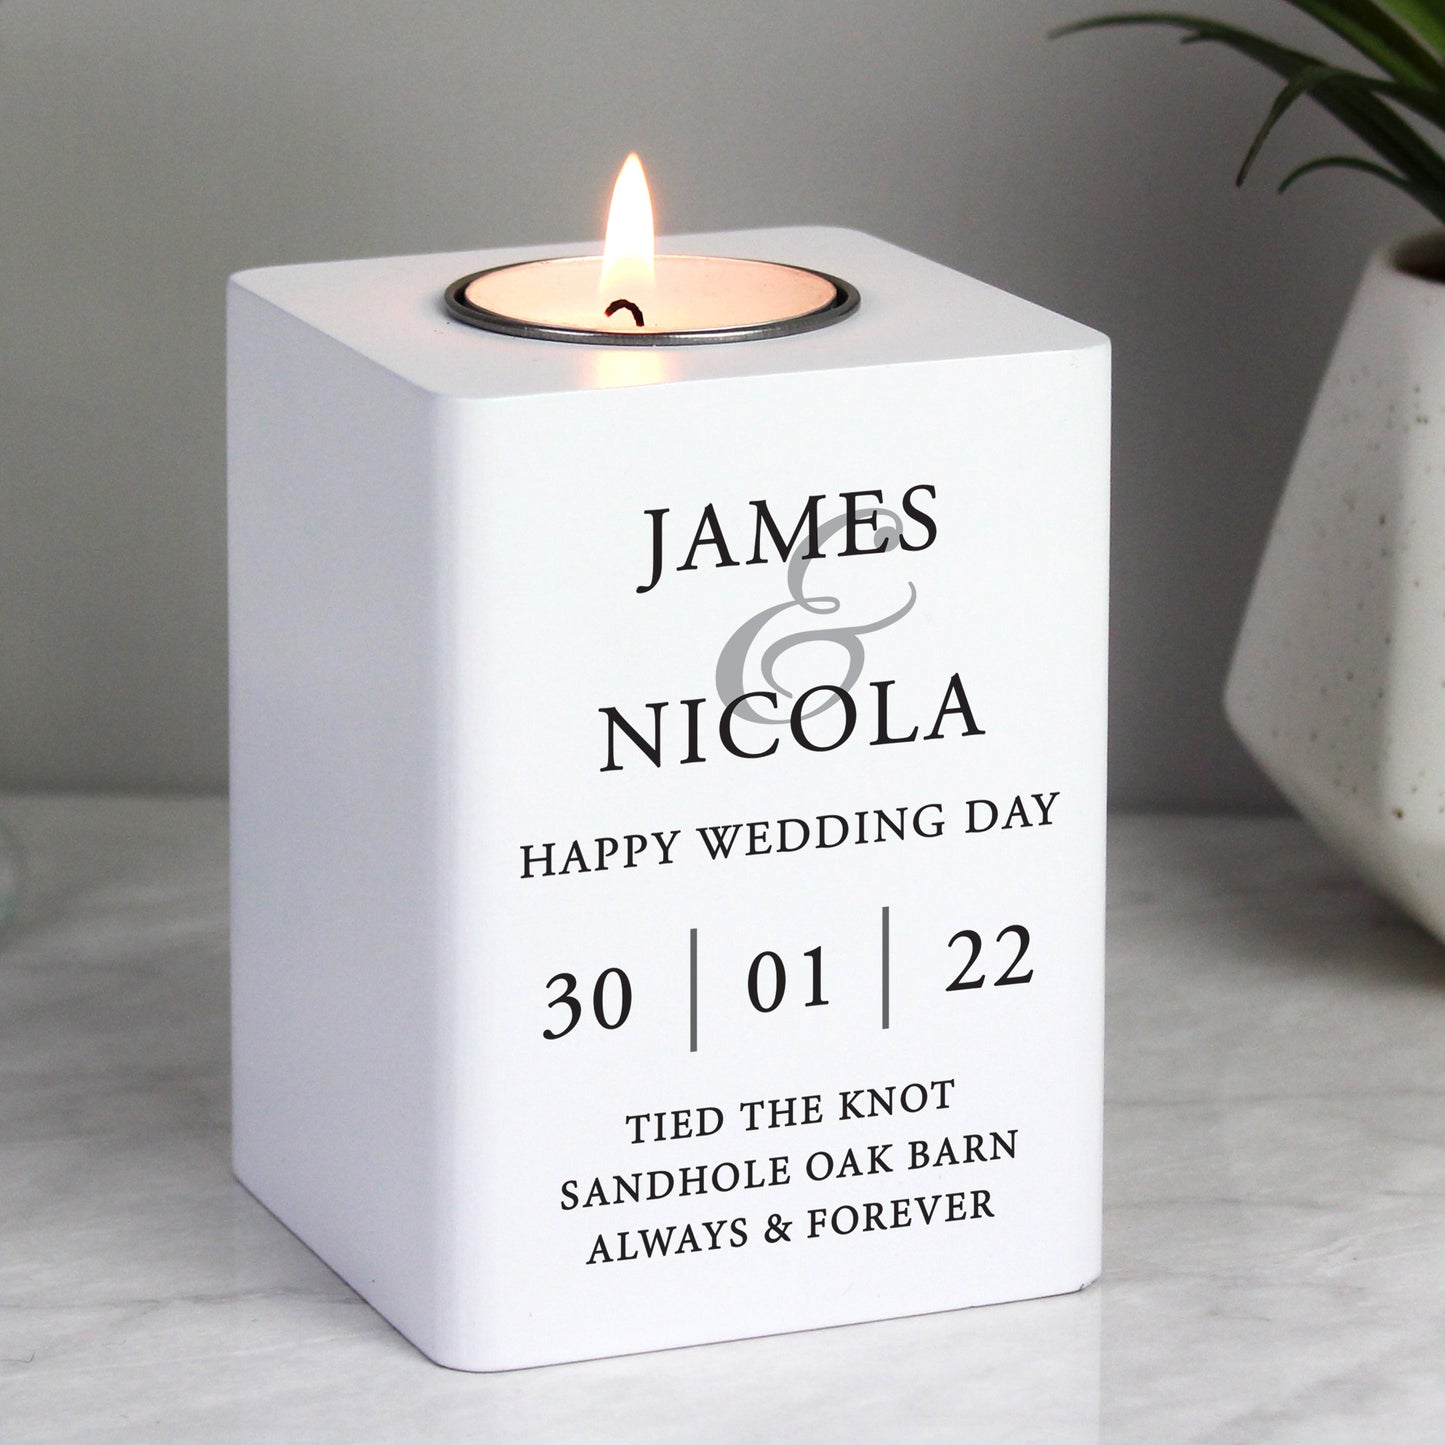 JAMES
&
NICOLA
HAPPY WEDDING DAY
30 | 01 | 22
TIED THE KNOT
SANDHOLE OAK BARN
ALWAYS & FOREVER